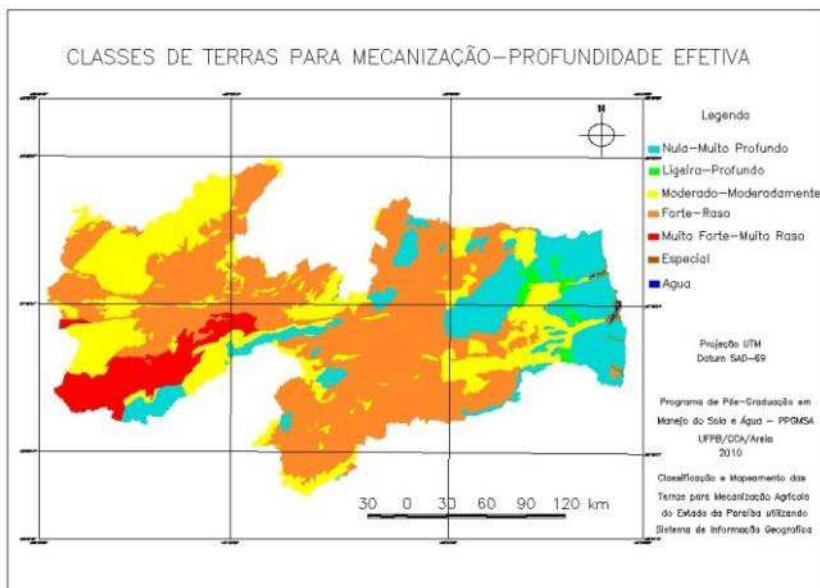 CLASSES DE TERRAS PARA MECANIZAÇÃO-PROFUNDIDADE EFETIVA
N
Legenda
Nula-Muito Profundo
Ligeira-Profundo
Moderado-Moderadamente
Forte-Raso
Muito Forte-Muito Raso
Especial
Agua
Projeção UTM
Datum SAD-69
Programa de Pós-Graduação em
Manejo do Solo e Água - PPGMSA
UFPB/CCA/Areia
2010
Classificação e Mapeamento das
Terras para Mecanização Agrícola
do Estado da Paraíba utilizando
Sistema de Informação Geografica
30 0 30 60 90 120 km